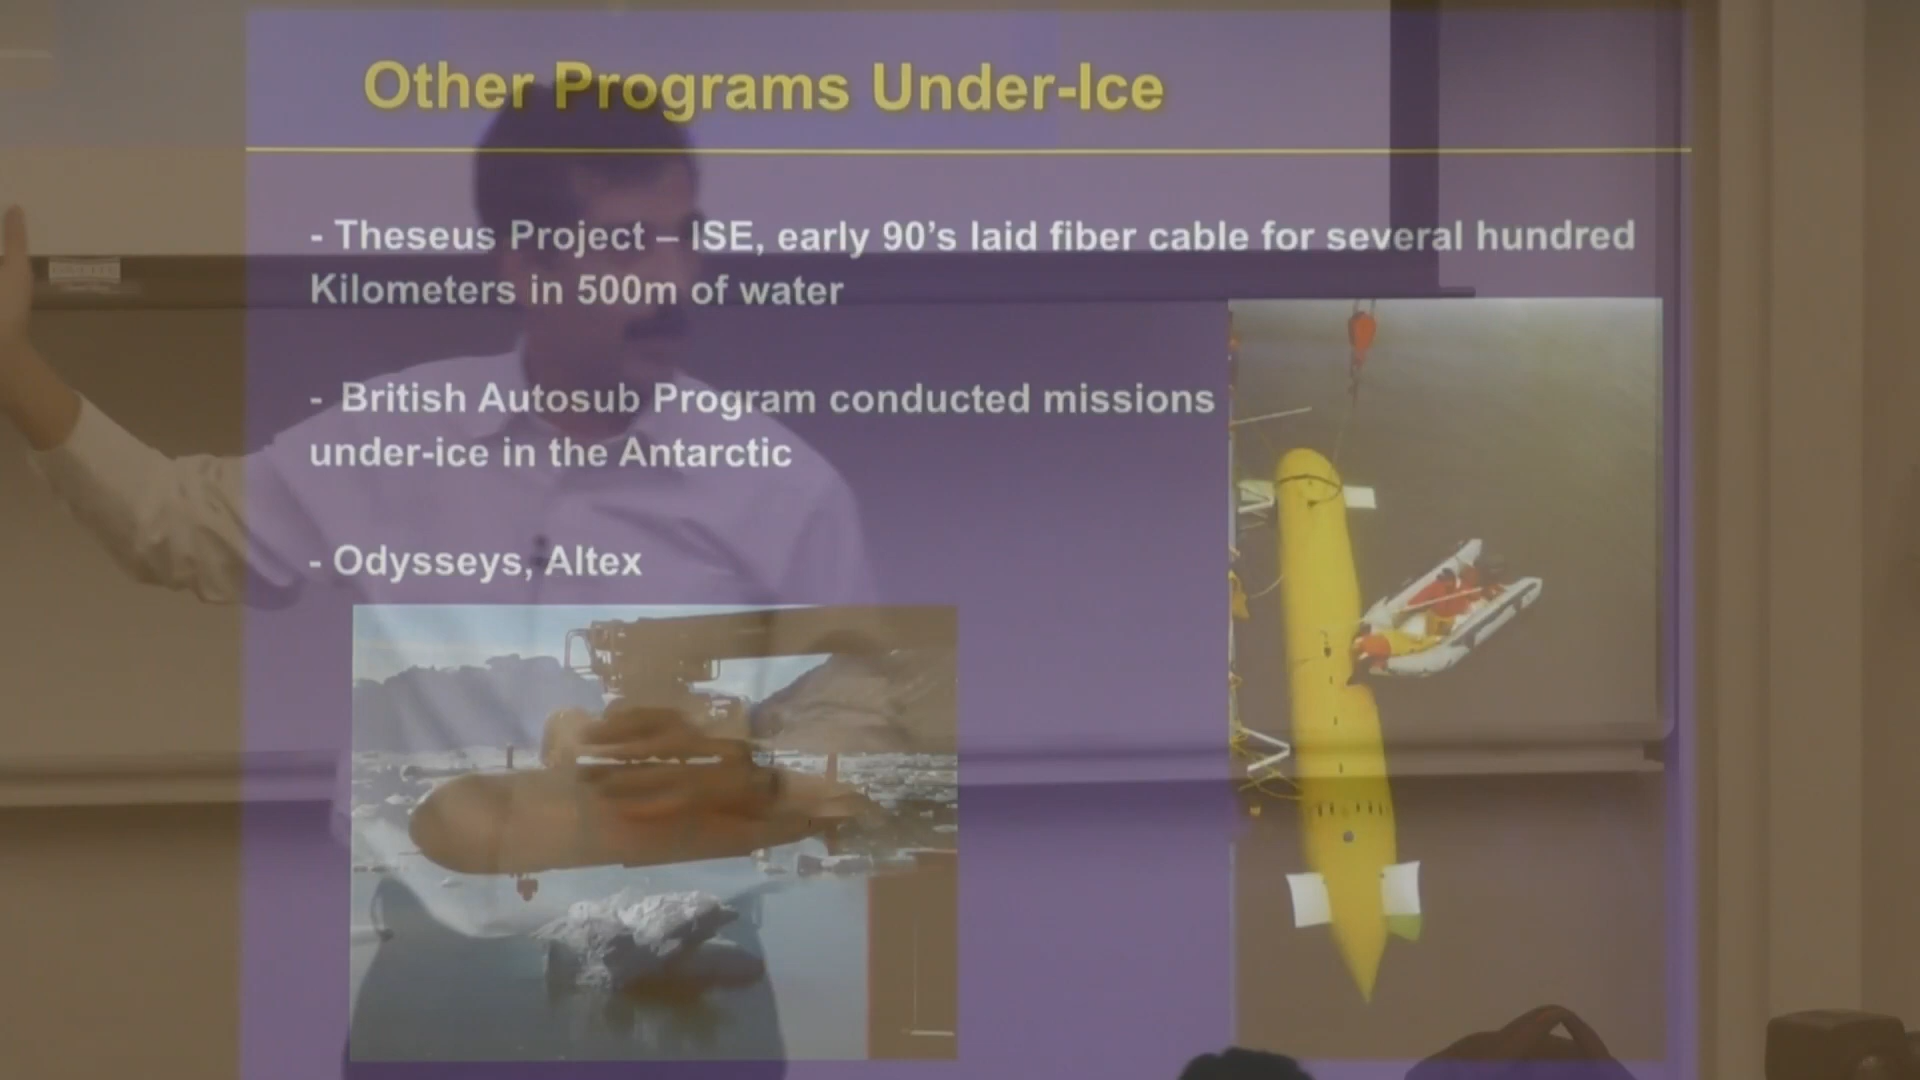 Other Programs Under-Ice
- Theseus Project – ISE, early 90’s laid fiber cable for several hundred
Kilometers in 500m of water
- British Autosub Program conducted missions
under-ice in the Antarctic
- Odysseys, Altex